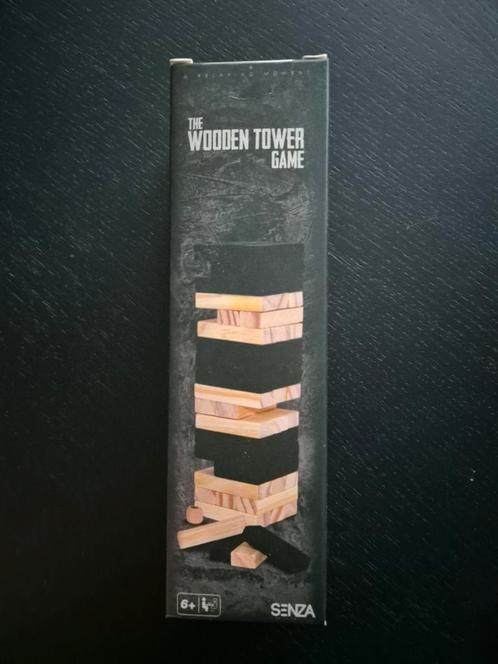 A RELAXING MOMENT
THE
WOODEN TOWER
GAME
6+
SENZA